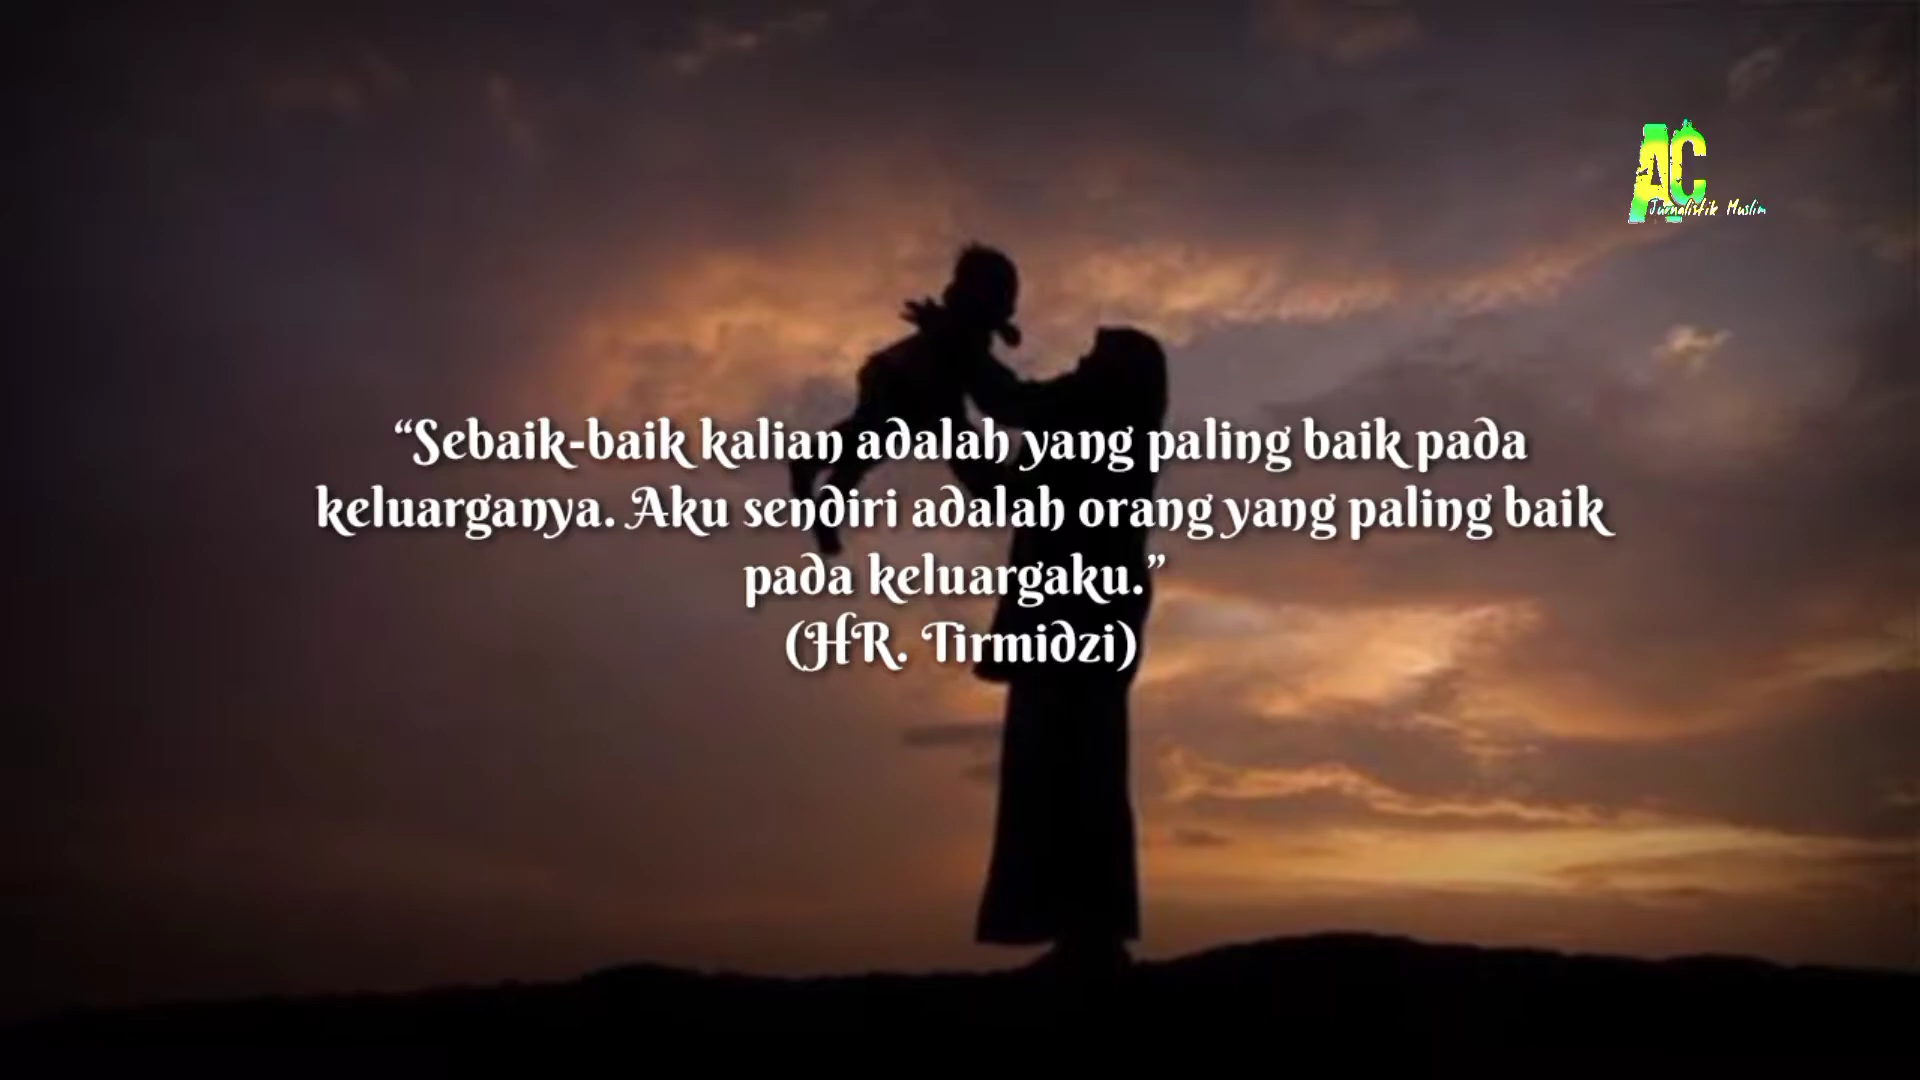 AC
Jurnalistik Muslim
“Sebaik-baik kalian adalah yang paling baik pada
keluarganya. Aku sendiri adalah orang yang paling baik
pada keluargaku.”
(HR. Tirmidzi)